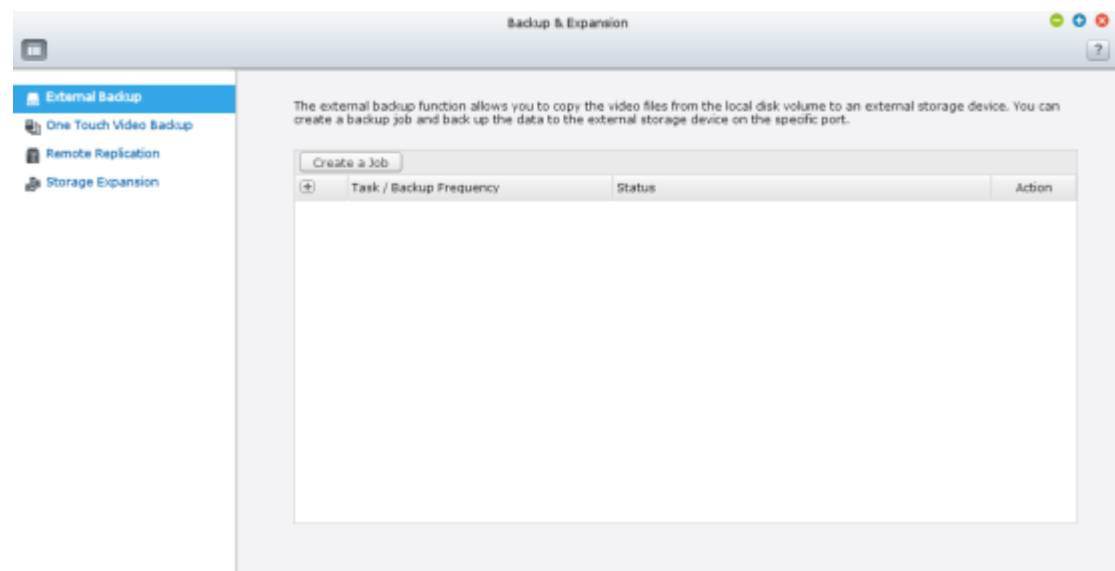 Backup & Expansion
?
External Backup
One Touch Video Backup
Remote Replication
Storage Expansion
The external backup function allows you to copy the video files from the local disk volume to an external storage device. You can
create a backup job and back up the data to the external storage device on the specific port.
Create a Job
Task / Backup Frequency Status Action